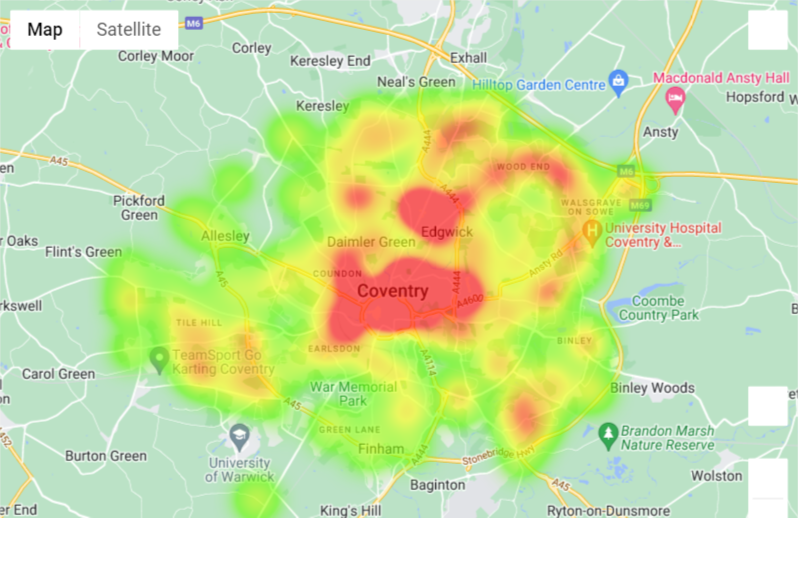 M6
Map
Satellite
Corley Moor
Corley
Keresley End
Exhall
Neal's Green
Hilltop Garden Centre
Macdonald Ansty Hall
Hopsford
Keresley
A444
Ansty
A45
WOOD END
M6
Pickford
Green
A444
WALSGRAVE
ON SOWE
M69
Oaks
Allesley
Daimler Green
Edgwick
University Hospital
Coventry &...
Flint's Green
COUNDON
Ansty Rd
A45
A444
Coventry
A4600
Coombe
Country Park
TILE HILL
EARLSDON
BINLEY
TeamSport Go
Karting Coventry
A4114
Carol Green
War Memorial
Park
Binley Woods
A45
GREEN LANE
Brandon Marsh
Nature Reserve
Finham
A444
Stonebridge Hwy
Burton Green
University
of Warwick
Wolston
Baginton
A45
End
King's Hill
Ryton-on-Dunsmore